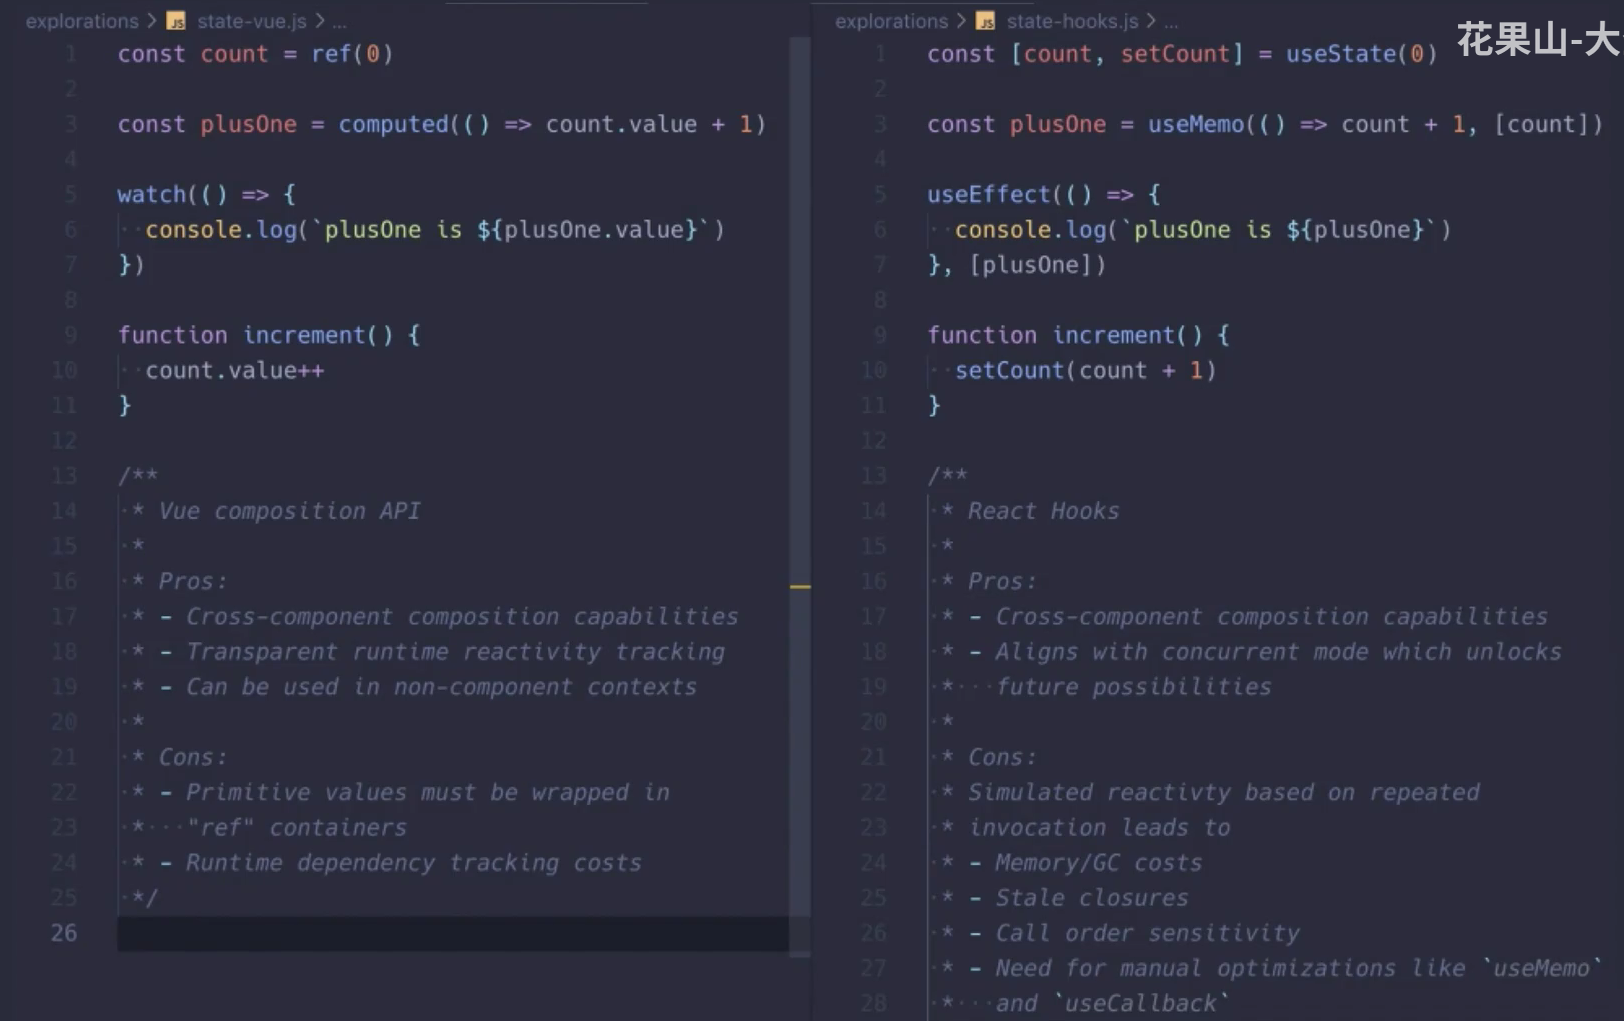 explorations > JS state-vue.js > ...
1 const count = ref(0)
2
3 const plusOne = computed(() => count.value + 1)
4
5 watch(() => {
6 console.log(`plusOne is ${plusOne.value}`)
7 })
8
9 function increment() {
10 count.value++
11 }
12
13 /**
14 * Vue composition API
15 *
16 * Pros:
17 * - Cross-component composition capabilities
18 * - Transparent runtime reactivity tracking
19 * - Can be used in non-component contexts
20 *
21 * Cons:
22 * - Primitive values must be wrapped in
23 * "ref" containers
24 * - Runtime dependency tracking costs
25 */
26
explorations > JS state-hooks.js > ...
花果山-大
1 const [count, setCount] = useState(0)
2
3 const plusOne = useMemo(() => count + 1, [count])
4
5 useEffect(() => {
6 console.log(`plusOne is ${plusOne}`)
7 }, [plusOne])
8
9 function increment() {
10 setCount(count + 1)
11 }
12
13 /**
14 * React Hooks
15 *
16 * Pros:
17 * - Cross-component composition capabilities
18 * - Aligns with concurrent mode which unlocks
19 * future possibilities
20 *
21 * Cons:
22 * Simulated reactivty based on repeated
23 * invocation leads to
24 * - Memory/GC costs
25 * - Stale closures
26 * - Call order sensitivity
27 * - Need for manual optimizations like `useMemo`
28 * and `useCallback`